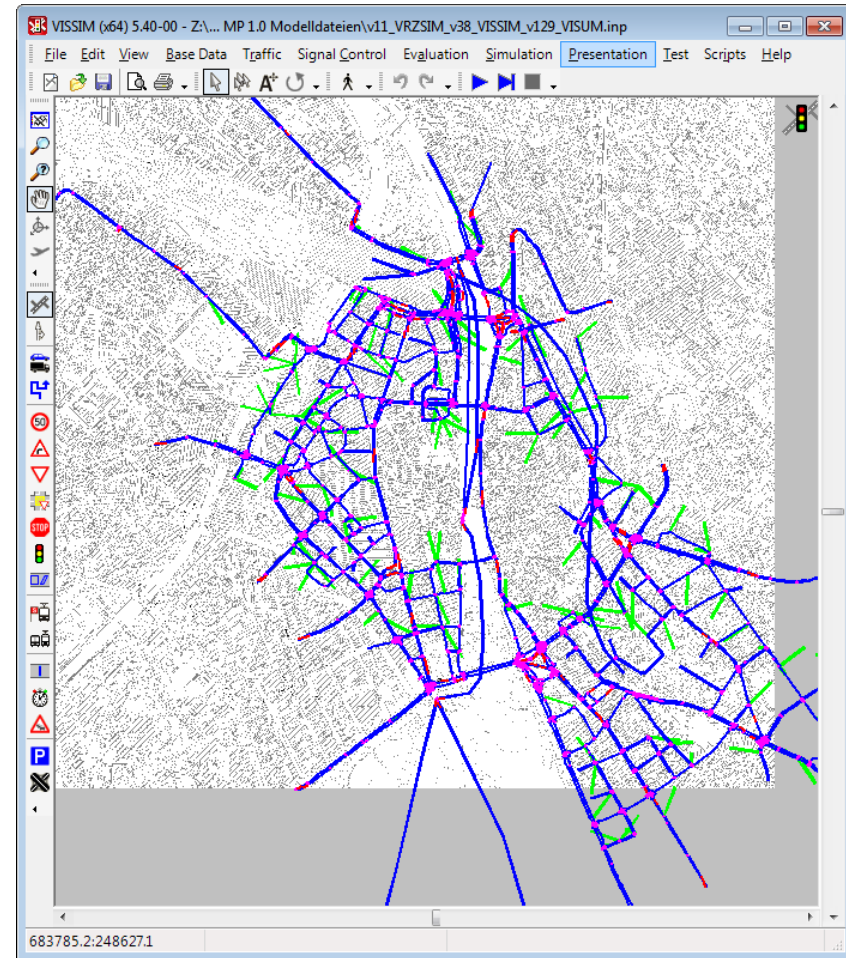 VISSIM (x64) 5.40-00 - Z:\... MP 1.0 Modelldateien\v11_VRZSIM_v38_VISSIM_v129_VISUM.inp
File Edit View Base Data Traffic Signal Control Evaluation Simulation Presentation Test Scripts Help
A+
50
STOP
P
683785.2:248627.1